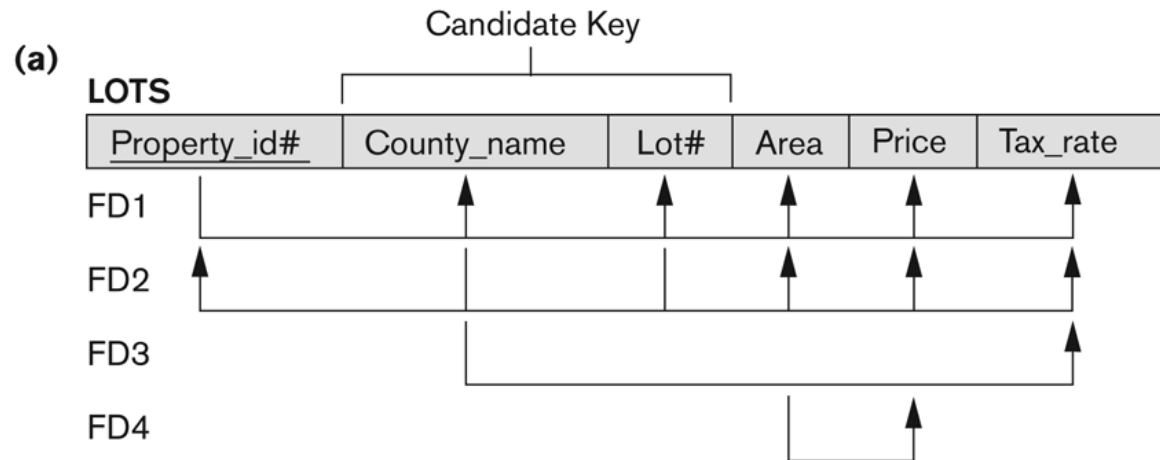 Candidate Key
(a)
LOTS
Property_id# County_name Lot# Area Price Tax_rate
FD1
FD2
FD3
FD4